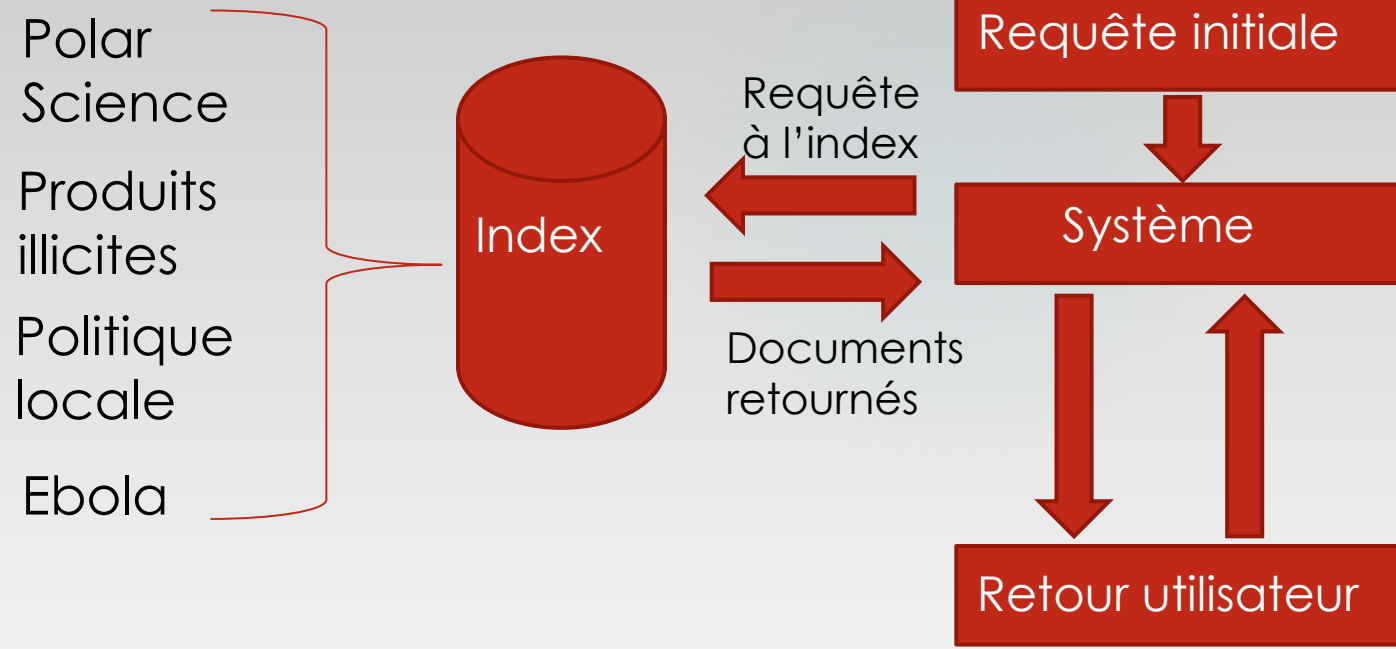 Polar
Science
Produits
illicites
Politique
locale
Ebola
Index
Requête
à l’index
Documents
retournés
Requête initiale
Système
Retour utilisateur